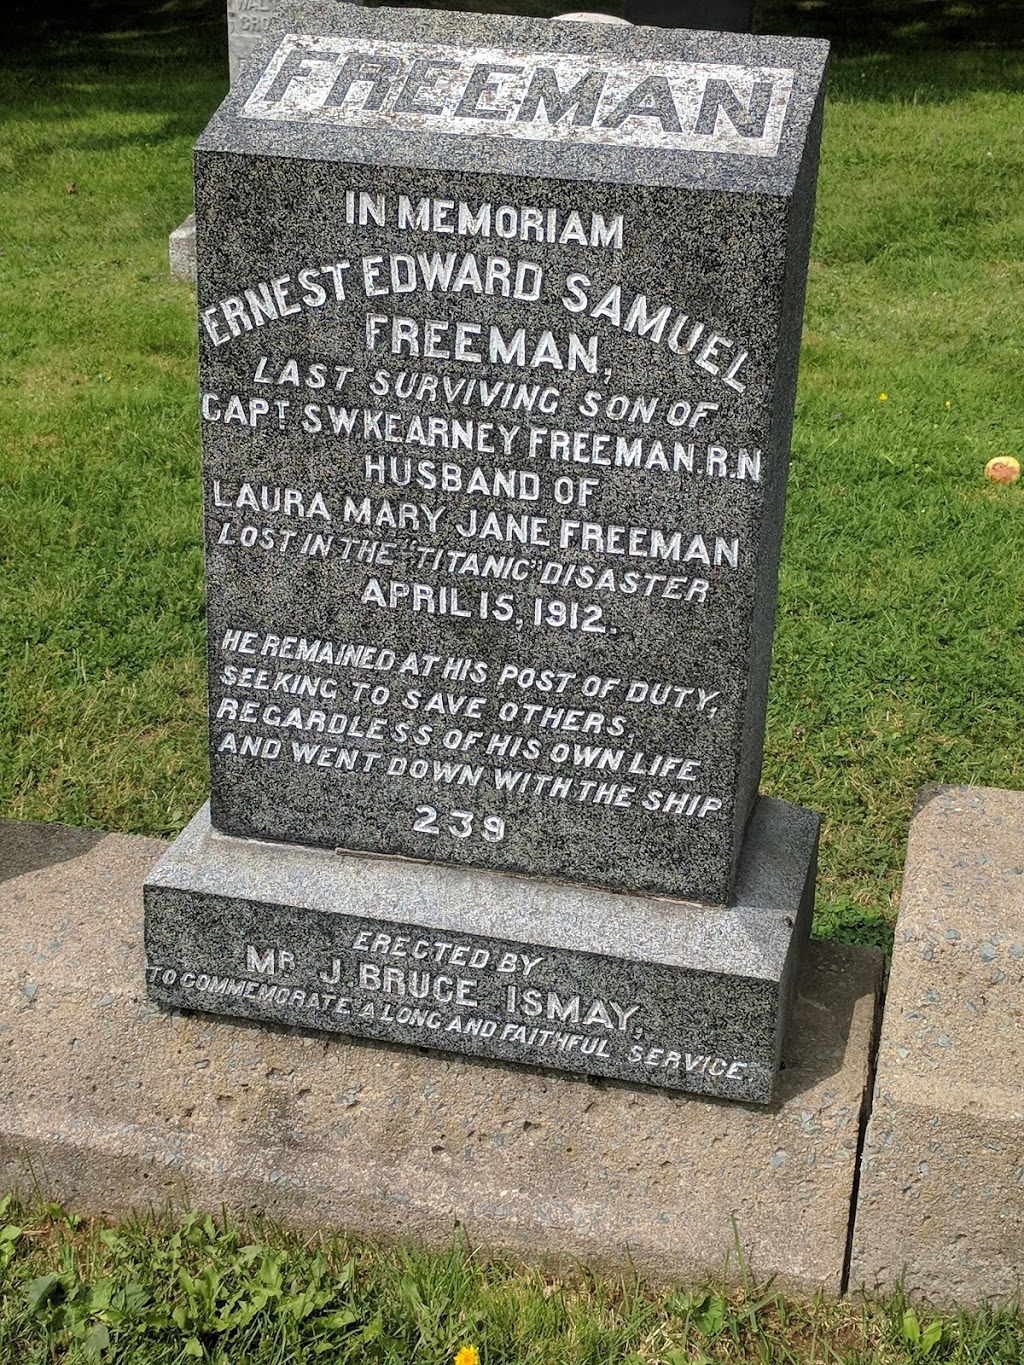 FREEMAN
IN MEMORIAM
ERNEST EDWARD SAMUEL
FREEMAN,
LAST SURVIVING SON OF
CAPT. S W KEARNEY FREEMAN. R.N
HUSBAND OF
LAURA MARY JANE FREEMAN
LOST IN THE "TITANIC" DISASTER
APRIL 15, 1912.
HE REMAINED AT HIS POST OF DUTY,
SEEKING TO SAVE OTHERS,
REGARDLESS OF HIS OWN LIFE
AND WENT DOWN WITH THE SHIP
239
ERECTED BY
MR. J. BRUCE ISMAY,
TO COMMEMORATE A LONG AND FAITHFUL SERVICE.